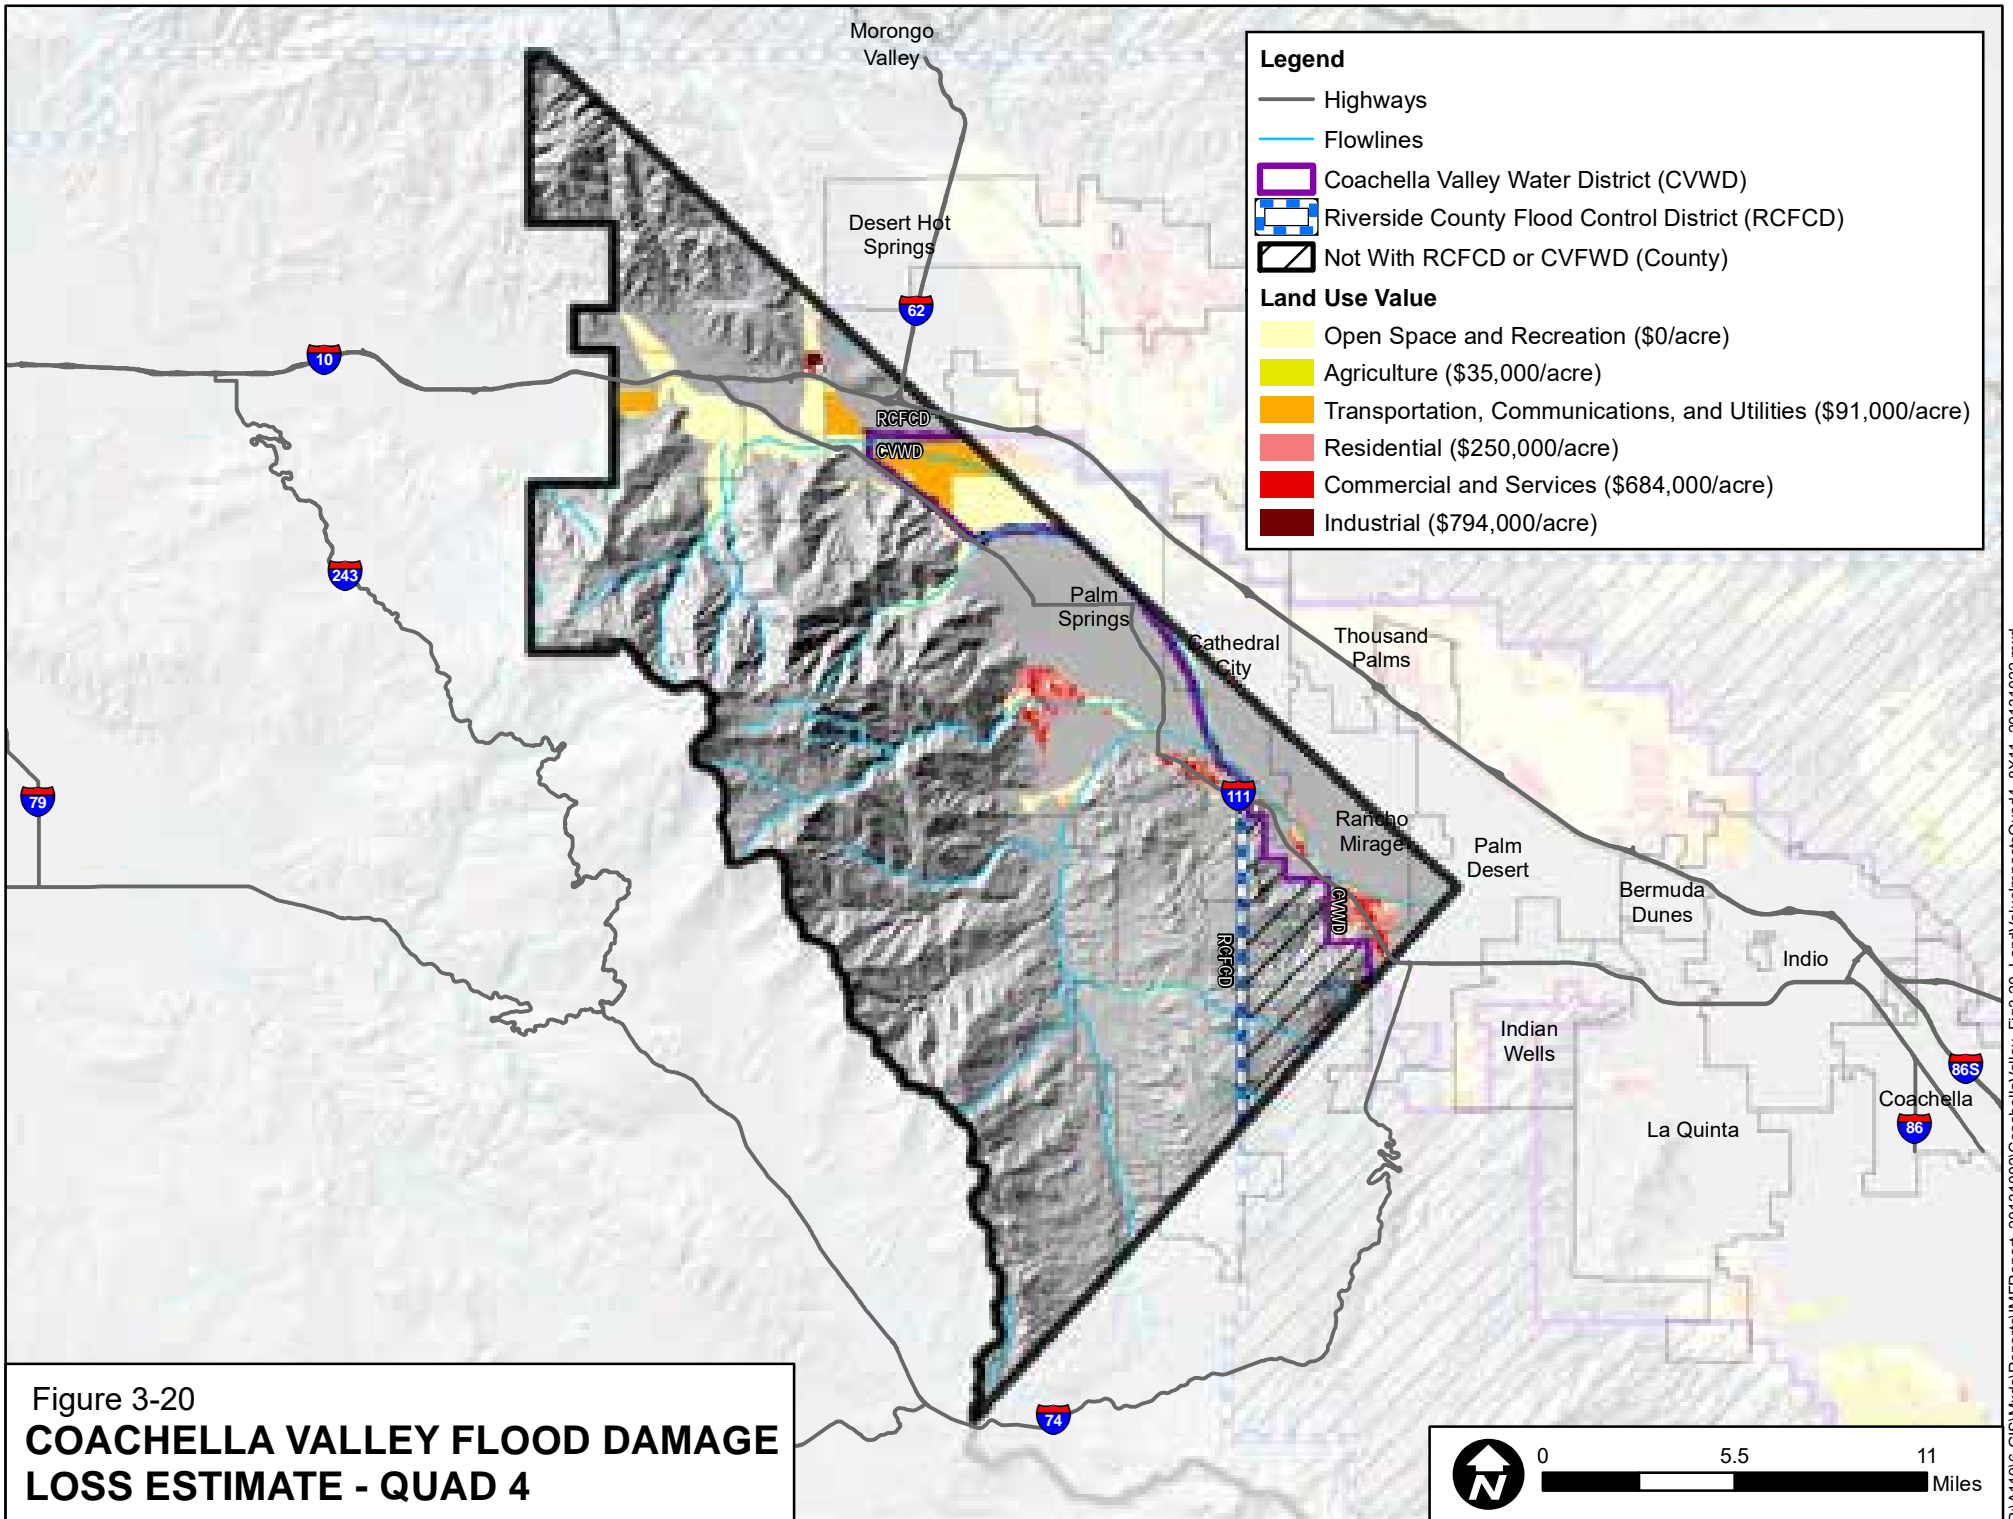 Morongo
Valley
Desert Hot
Springs
62
10
RCFCD
CVWD
243
Palm
Springs
Cathedral
City
Thousand
Palms
79
111
Rancho
Mirage
Palm
Desert
CVWD
RCFCD
Bermuda
Dunes
Indio
Indian
Wells
86S
Coachella
86
La Quinta
74
Legend
Highways
Flowlines
Coachella Valley Water District (CVWD)
Riverside County Flood Control District (RCFCD)
Not With RCFCD or CVFWD (County)
Land Use Value
Open Space and Recreation ($0/acre)
Agriculture ($35,000/acre)
Transportation, Communications, and Utilities ($91,000/acre)
Residential ($250,000/acre)
Commercial and Services ($684,000/acre)
Industrial ($794,000/acre)
Figure 3-20
COACHELLA VALLEY FLOOD DAMAGE
LOSS ESTIMATE - QUAD 4
N
0 5.5 11
Miles